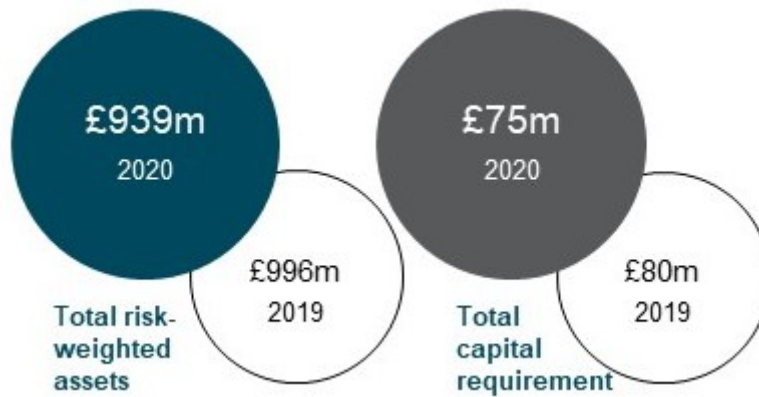 £939m
2020
£996m
2019
Total risk-
weighted
assets
£75m
2020
£80m
2019
Total
capital
requirement